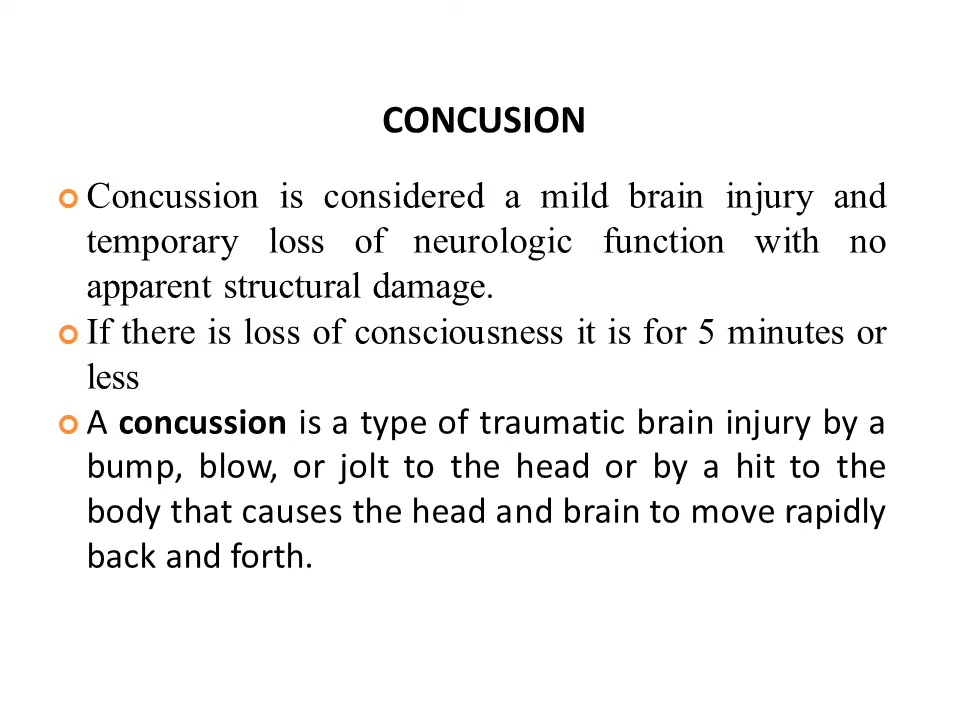 CONCUSION
Concussion is considered a mild brain injury and
temporary loss of neurologic function with no
apparent structural damage.
If there is loss of consciousness it is for 5 minutes or
less
A concussion is a type of traumatic brain injury by a
bump, blow, or jolt to the head or by a hit to the
body that causes the head and brain to move rapidly
back and forth.